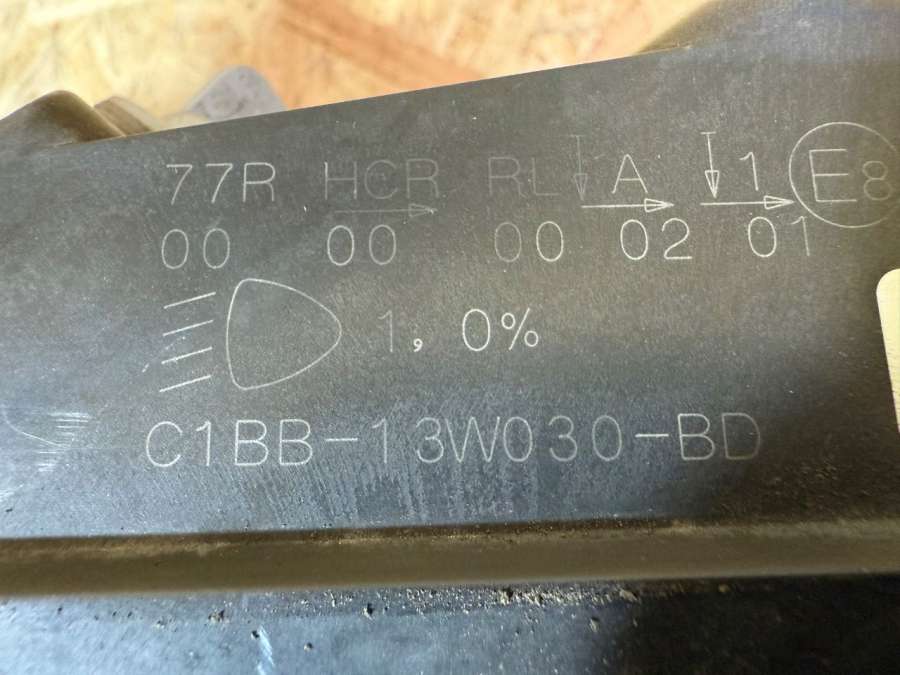 77R HCR RL A 1 E8
00 00 00 02 01
1,0%
C1BB-13W030-BD